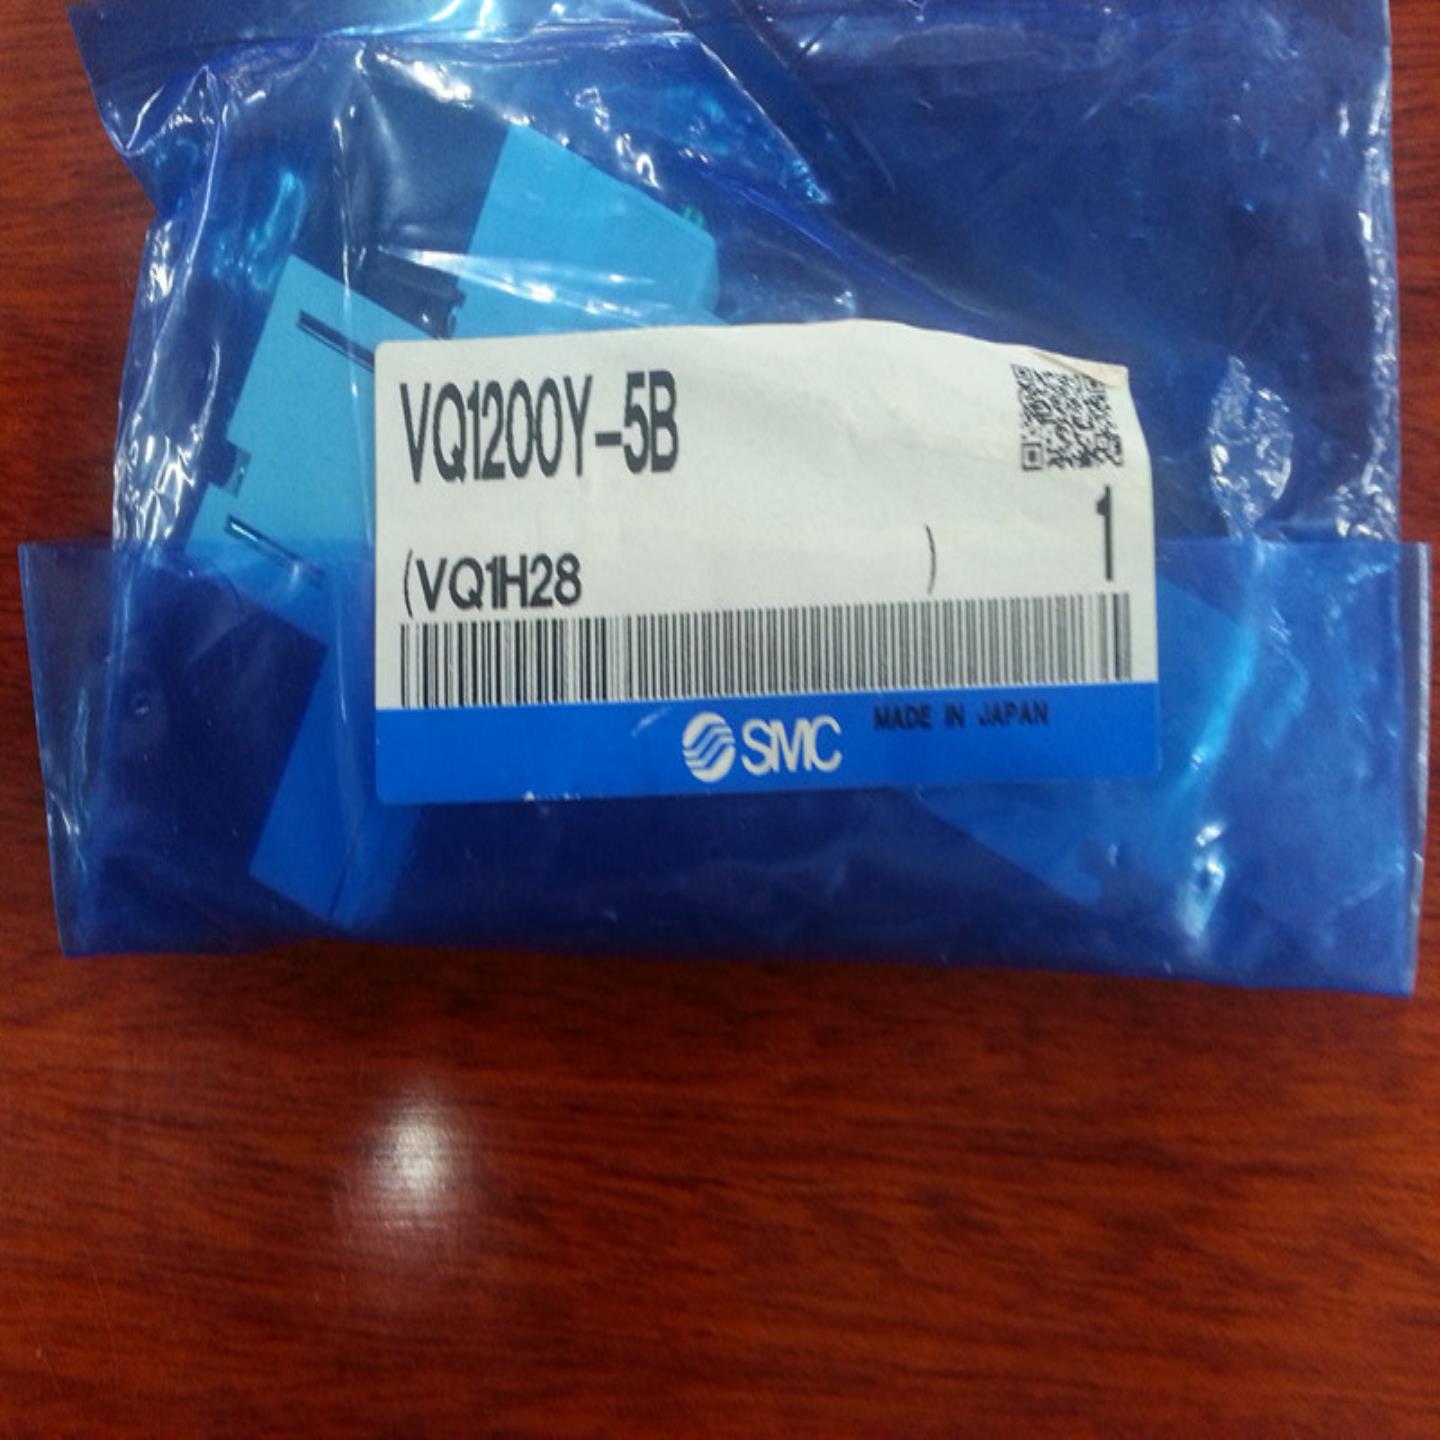 VQ1200Y-5B
1
(VQ1H28 )
SMC
MADE IN JAPAN